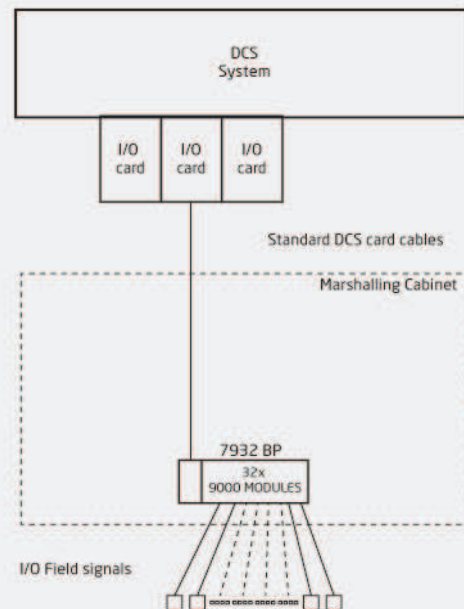 DCS
System
I/O
card
I/O
card
I/O
card
Standard DCS card cables
Marshalling Cabinet
7932 BP
32x
9000 MODULES
I/O Field signals